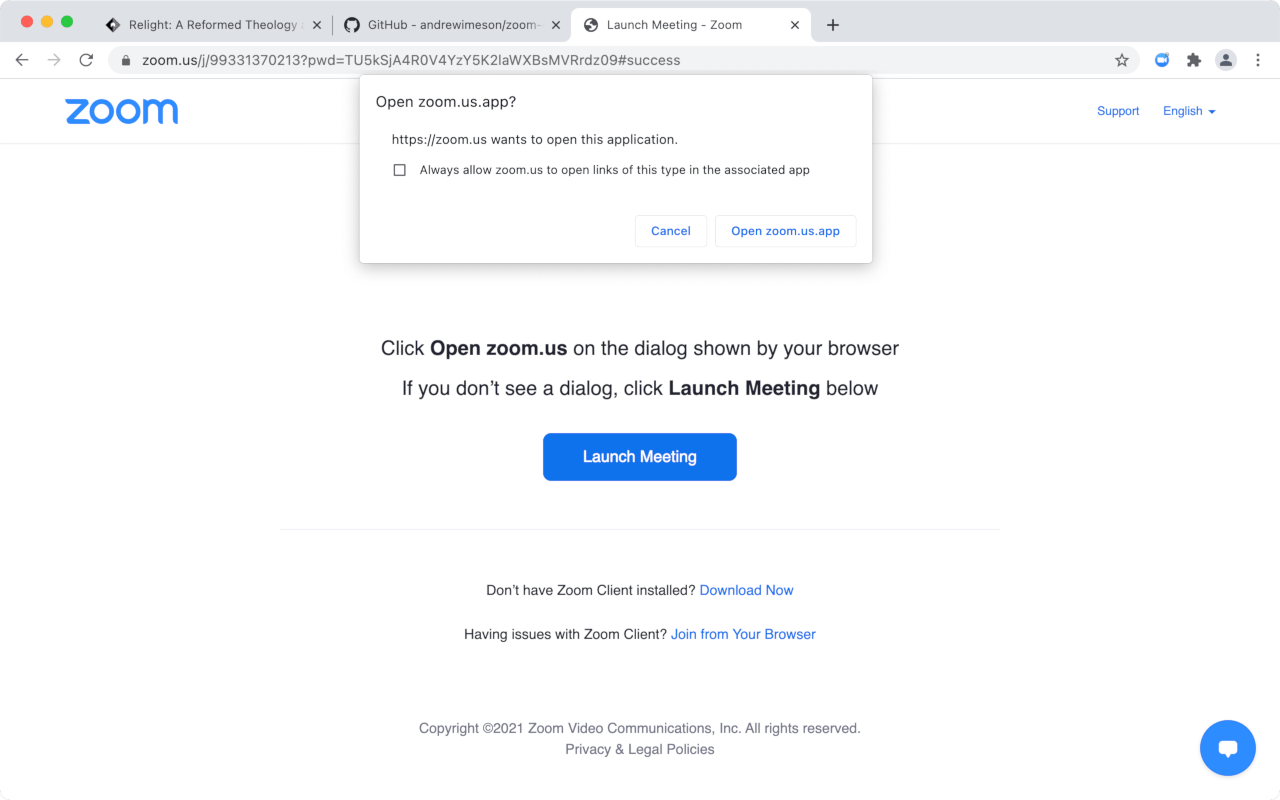 Relight: A Reformed Theology
GitHub - andrewimeson/zoom-
Launch Meeting - Zoom
zoom.us/j/99331370213?pwd=TU5kSjA4R0V4YzY5K2laWXBsMVRrdz09#success
zoom
Support
English
Open zoom.us.app?
https://zoom.us wants to open this application.
Always allow zoom.us to open links of this type in the associated app
Cancel
Open zoom.us.app
Click Open zoom.us on the dialog shown by your browser
If you don’t see a dialog, click Launch Meeting below
Launch Meeting
Don’t have Zoom Client installed? Download Now
Having issues with Zoom Client? Join from Your Browser
Copyright ©2021 Zoom Video Communications, Inc. All rights reserved.
Privacy & Legal Policies